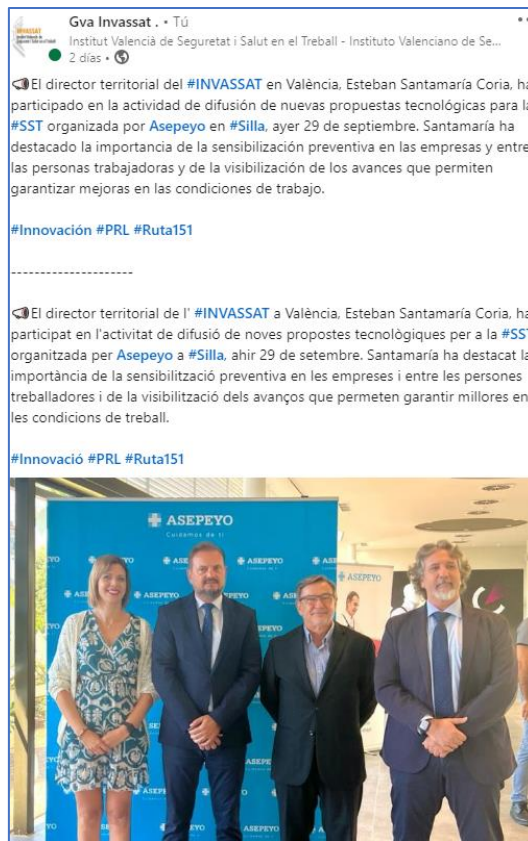 Gva Invassat . • Tú
Institut Valencià de Seguretat i Salut en el Treball - Instituto Valenciano de Se...
2 días •
INVASSAT
El director territorial del #INVASSAT en València, Esteban Santamaría Coria, ha
participado en la actividad de difusión de nuevas propuestas tecnológicas para la
#SST organizada por Asepeyo en #Silla, ayer 29 de septiembre. Santamaría ha
destacado la importancia de la sensibilización preventiva en las empresas y entre
las personas trabajadoras y de la visibilización de los avances que permiten
garantizar mejoras en las condiciones de trabajo.
#Innovación #PRL #Ruta151
---------------------
El director territorial de l' #INVASSAT a València, Esteban Santamaría Coria, ha
participat en l'activitat de difusió de noves propostes tecnològiques per a la #SST
organitzada per Asepeyo a #Silla, ahir 29 de setembre. Santamaría ha destacat la
importància de la sensibilització preventiva en les empreses i entre les persones
treballadores i de la visibilització dels avanços que permeten garantir millores en
les condicions de treball.
#Innovació #PRL #Ruta151
ASEPEYO
Cuidamos de ti
ASEPEYO